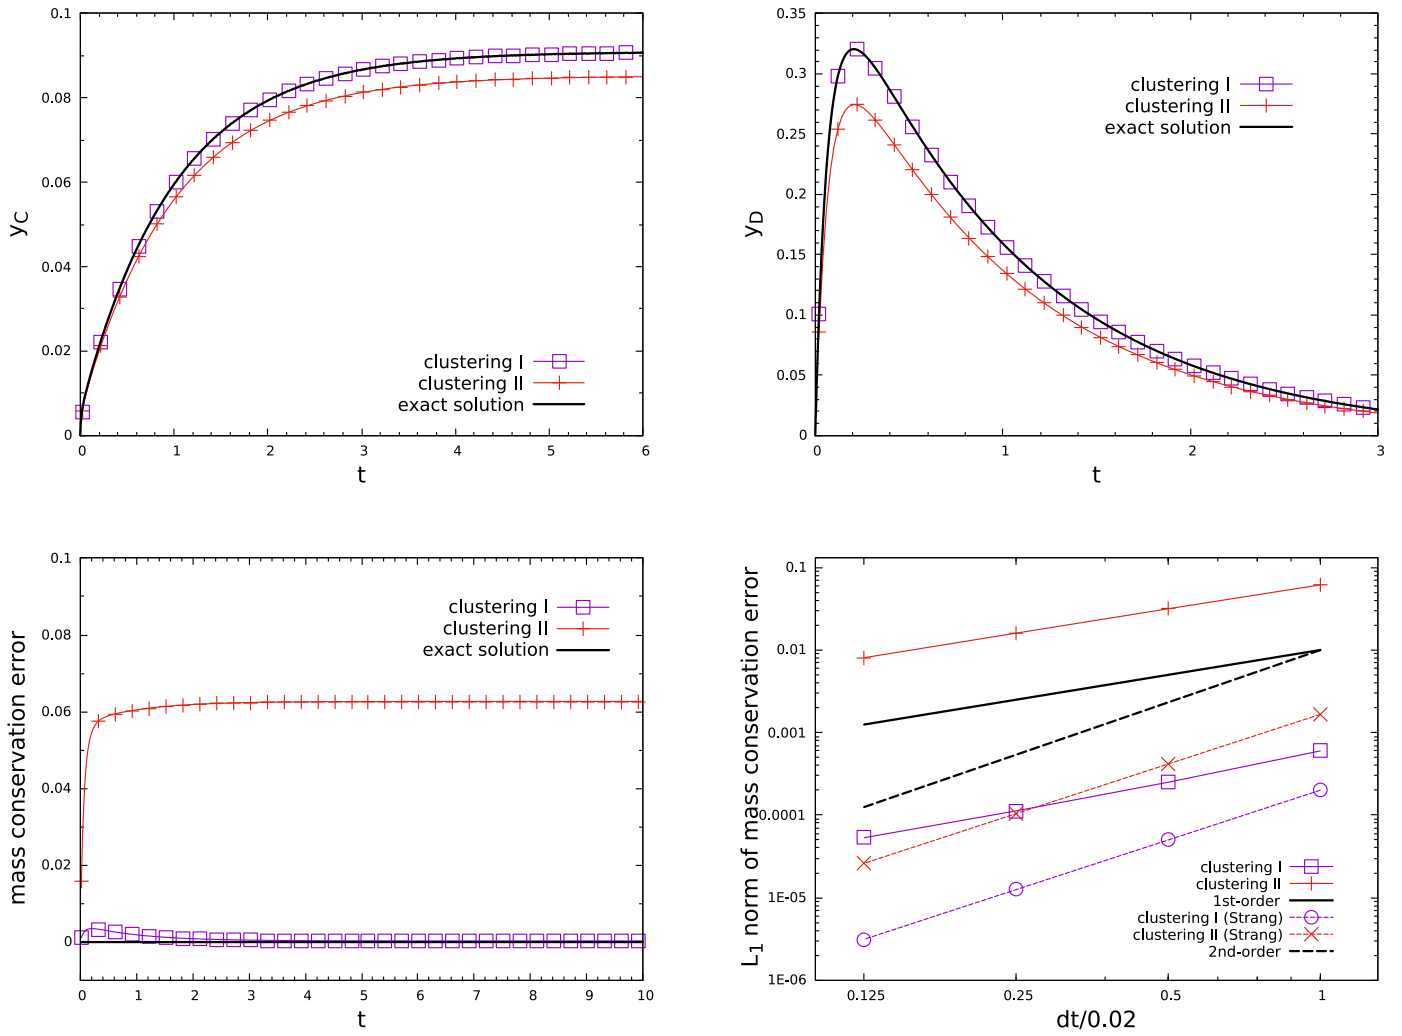 0.1
0.08
0.06
0.04
0.02
0
y_C
clustering I
clustering II
exact solution
0 1 2 3 4 5 6
t
0.35
0.3
0.25
0.2
0.15
0.1
0.05
0
y_D
clustering I
clustering II
exact solution
0 1 2 3
t
0.1
0.08
0.06
0.04
0.02
0
mass conservation error
clustering I
clustering II
exact solution
0 1 2 3 4 5 6 7 8 9 10
t
0.1
0.01
0.001
0.0001
1E-05
1E-06
L_1 norm of mass conservation error
clustering I
clustering II
1st-order
clustering I (Strang)
clustering II (Strang)
2nd-order
0.125 0.25 0.5 1
dt/0.02